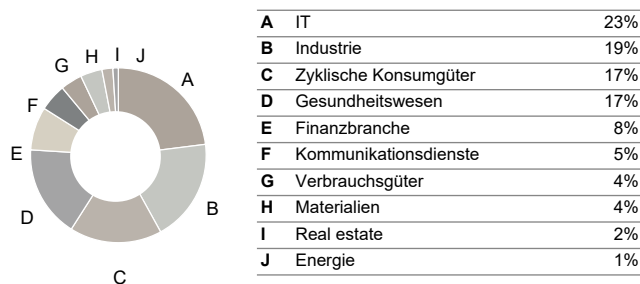 A
B
C
D
E
F
G
H
I
J
A IT 23%
B Industrie 19%
C Zyklische Konsumgüter 17%
D Gesundheitswesen 17%
E Finanzbranche 8%
F Kommunikationsdienste 5%
G Verbrauchsgüter 4%
H Materialien 4%
I Real estate 2%
J Energie 1%